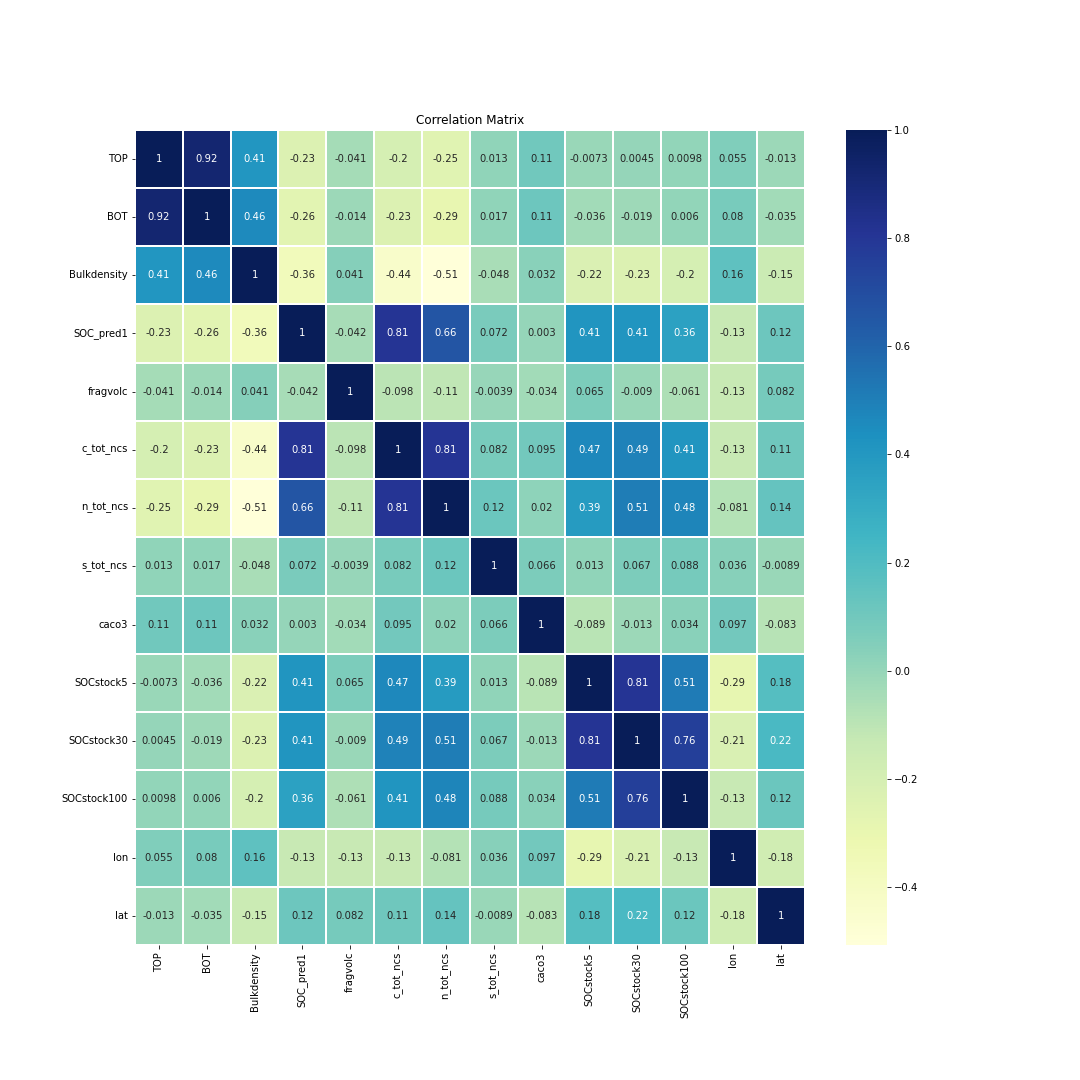 Correlation Matrix
TOP 1 0.92 0.41 -0.23 -0.041 -0.2 -0.25 0.013 0.11 -0.0073 0.0045 0.0098 0.055 -0.013
BOT 0.92 1 0.46 -0.26 -0.014 -0.23 -0.29 0.017 0.11 -0.036 -0.019 0.006 0.08 -0.035
Bulkdensity 0.41 0.46 1 -0.36 0.041 -0.44 -0.51 -0.048 0.032 -0.22 -0.23 -0.2 0.16 -0.15
SOC_pred1 -0.23 -0.26 -0.36 1 -0.042 0.81 0.66 0.072 0.003 0.41 0.41 0.36 -0.13 0.12
fragvolc -0.041 -0.014 0.041 -0.042 1 -0.098 -0.11 -0.0039 -0.034 0.065 -0.009 -0.061 -0.13 0.082
c_tot_ncs -0.2 -0.23 -0.44 0.81 -0.098 1 0.81 0.082 0.095 0.47 0.49 0.41 -0.13 0.11
n_tot_ncs -0.25 -0.29 -0.51 0.66 -0.11 0.81 1 0.12 0.02 0.39 0.51 0.48 -0.081 0.14
s_tot_ncs 0.013 0.017 -0.048 0.072 -0.0039 0.082 0.12 1 0.066 0.013 0.067 0.088 0.036 -0.0089
caco3 0.11 0.11 0.032 0.003 -0.034 0.095 0.02 0.066 1 -0.089 -0.013 0.034 0.097 -0.083
SOCstock5 -0.0073 -0.036 -0.22 0.41 0.065 0.47 0.39 0.013 -0.089 1 0.81 0.51 -0.29 0.18
SOCstock30 0.0045 -0.019 -0.23 0.41 -0.009 0.49 0.51 0.067 -0.013 0.81 1 0.76 -0.21 0.22
SOCstock100 0.0098 0.006 -0.2 0.36 -0.061 0.41 0.48 0.088 0.034 0.51 0.76 1 -0.13 0.12
lon 0.055 0.08 0.16 -0.13 -0.13 -0.13 -0.081 0.036 0.097 -0.29 -0.21 -0.13 1 -0.18
lat -0.013 -0.035 -0.15 0.12 0.082 0.11 0.14 -0.0089 -0.083 0.18 0.22 0.12 -0.18 1
TOP BOT Bulkdensity SOC_pred1 fragvolc c_tot_ncs n_tot_ncs s_tot_ncs caco3 SOCstock5 SOCstock30 SOCstock100 lon lat
1.0
0.8
0.6
0.4
0.2
0.0
−0.2
−0.4